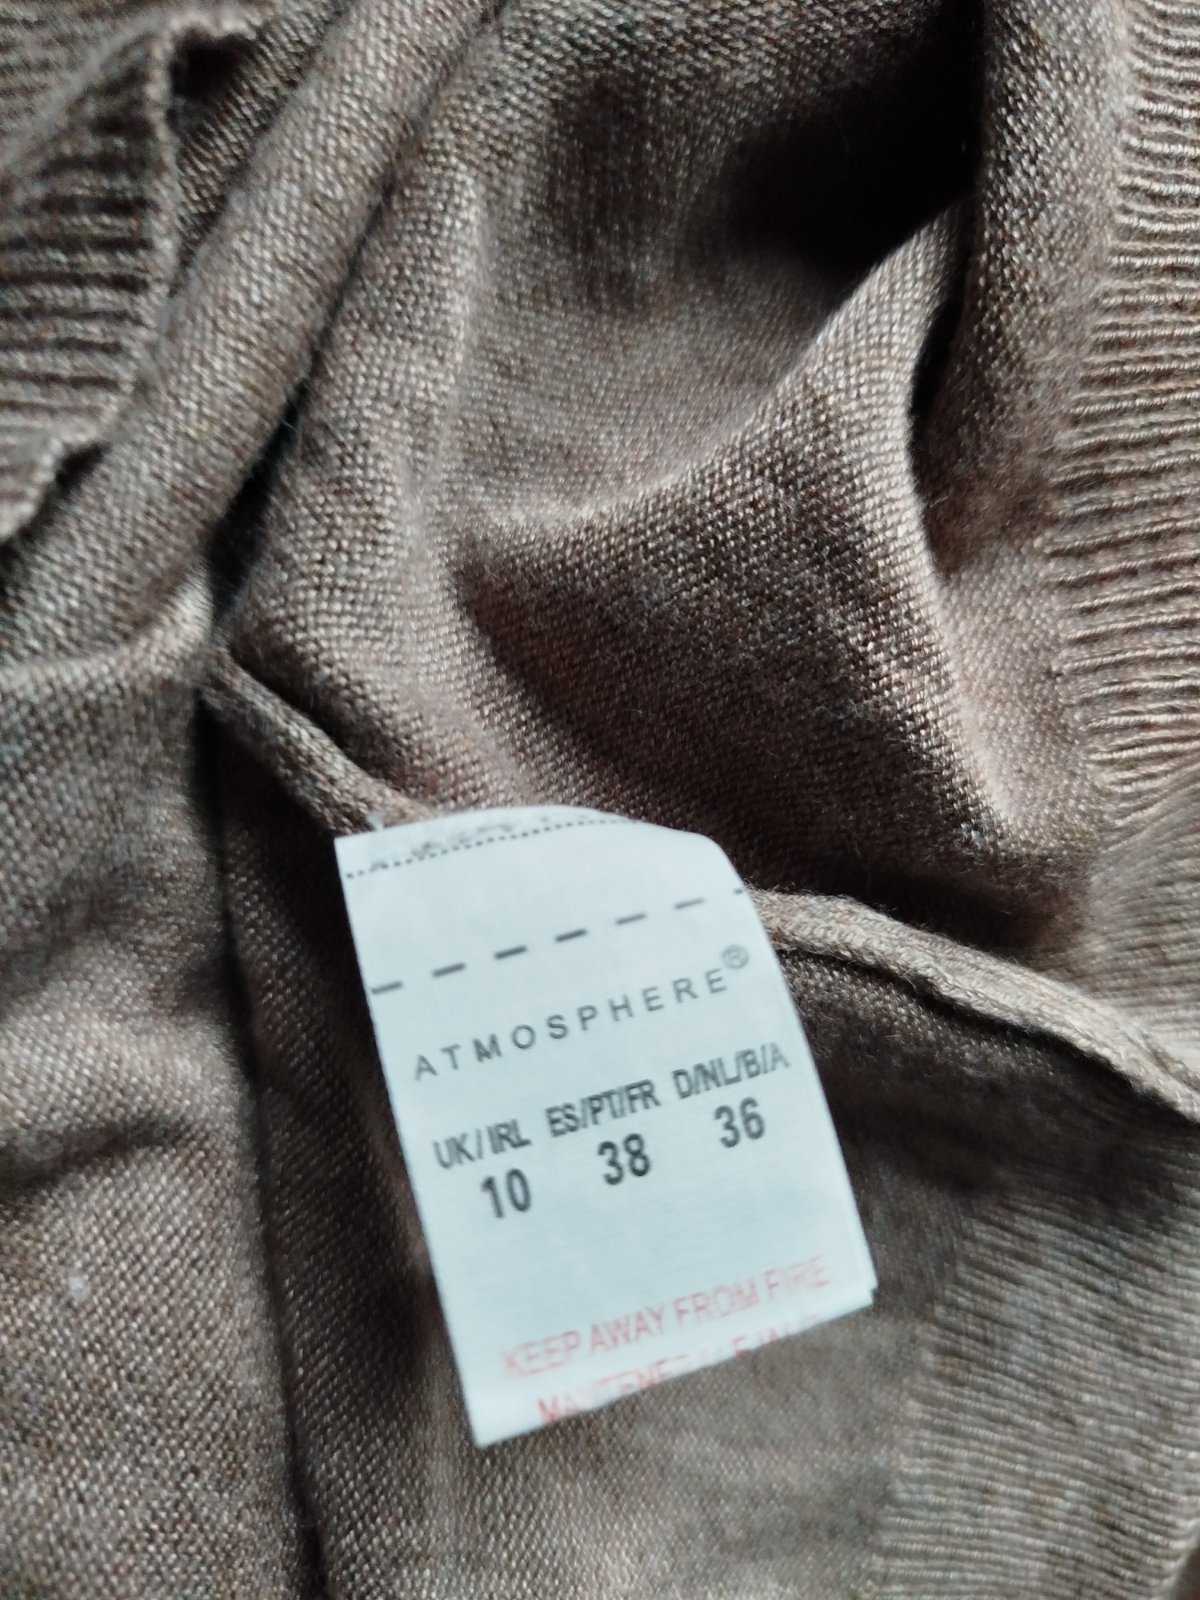 ATMOSPHERE®
UK/IRL ES/PT/FR D/NL/B/A
10 38 36
KEEP AWAY FROM FIRE